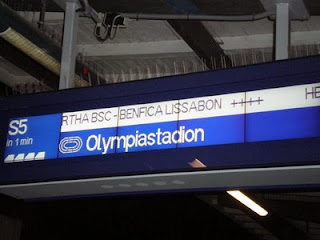 RTHA BSC - BENFICA LISSABON ++++ HE
S5
in 1 min
Olympiastadion